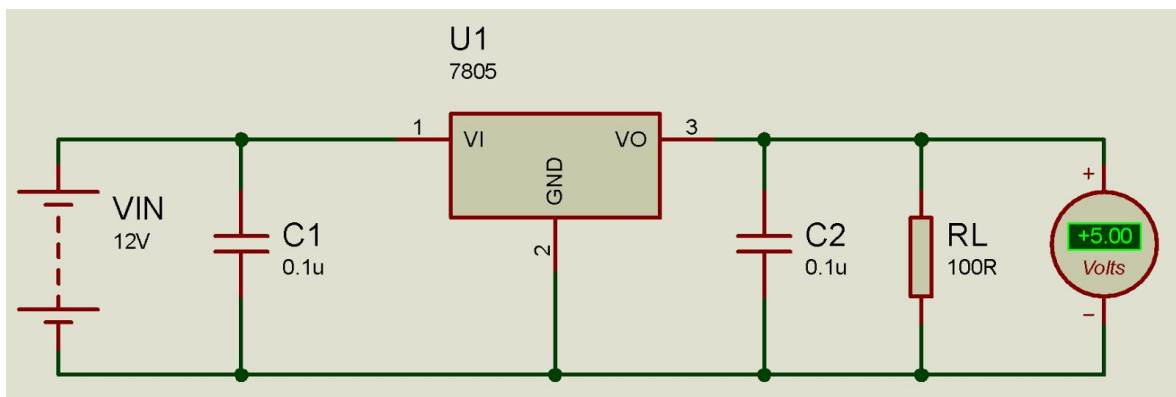 U1
7805
1
VI
VO
3
GND
2
VIN
12V
C1
0.1u
C2
0.1u
RL
100R
+
+5.00
Volts
−